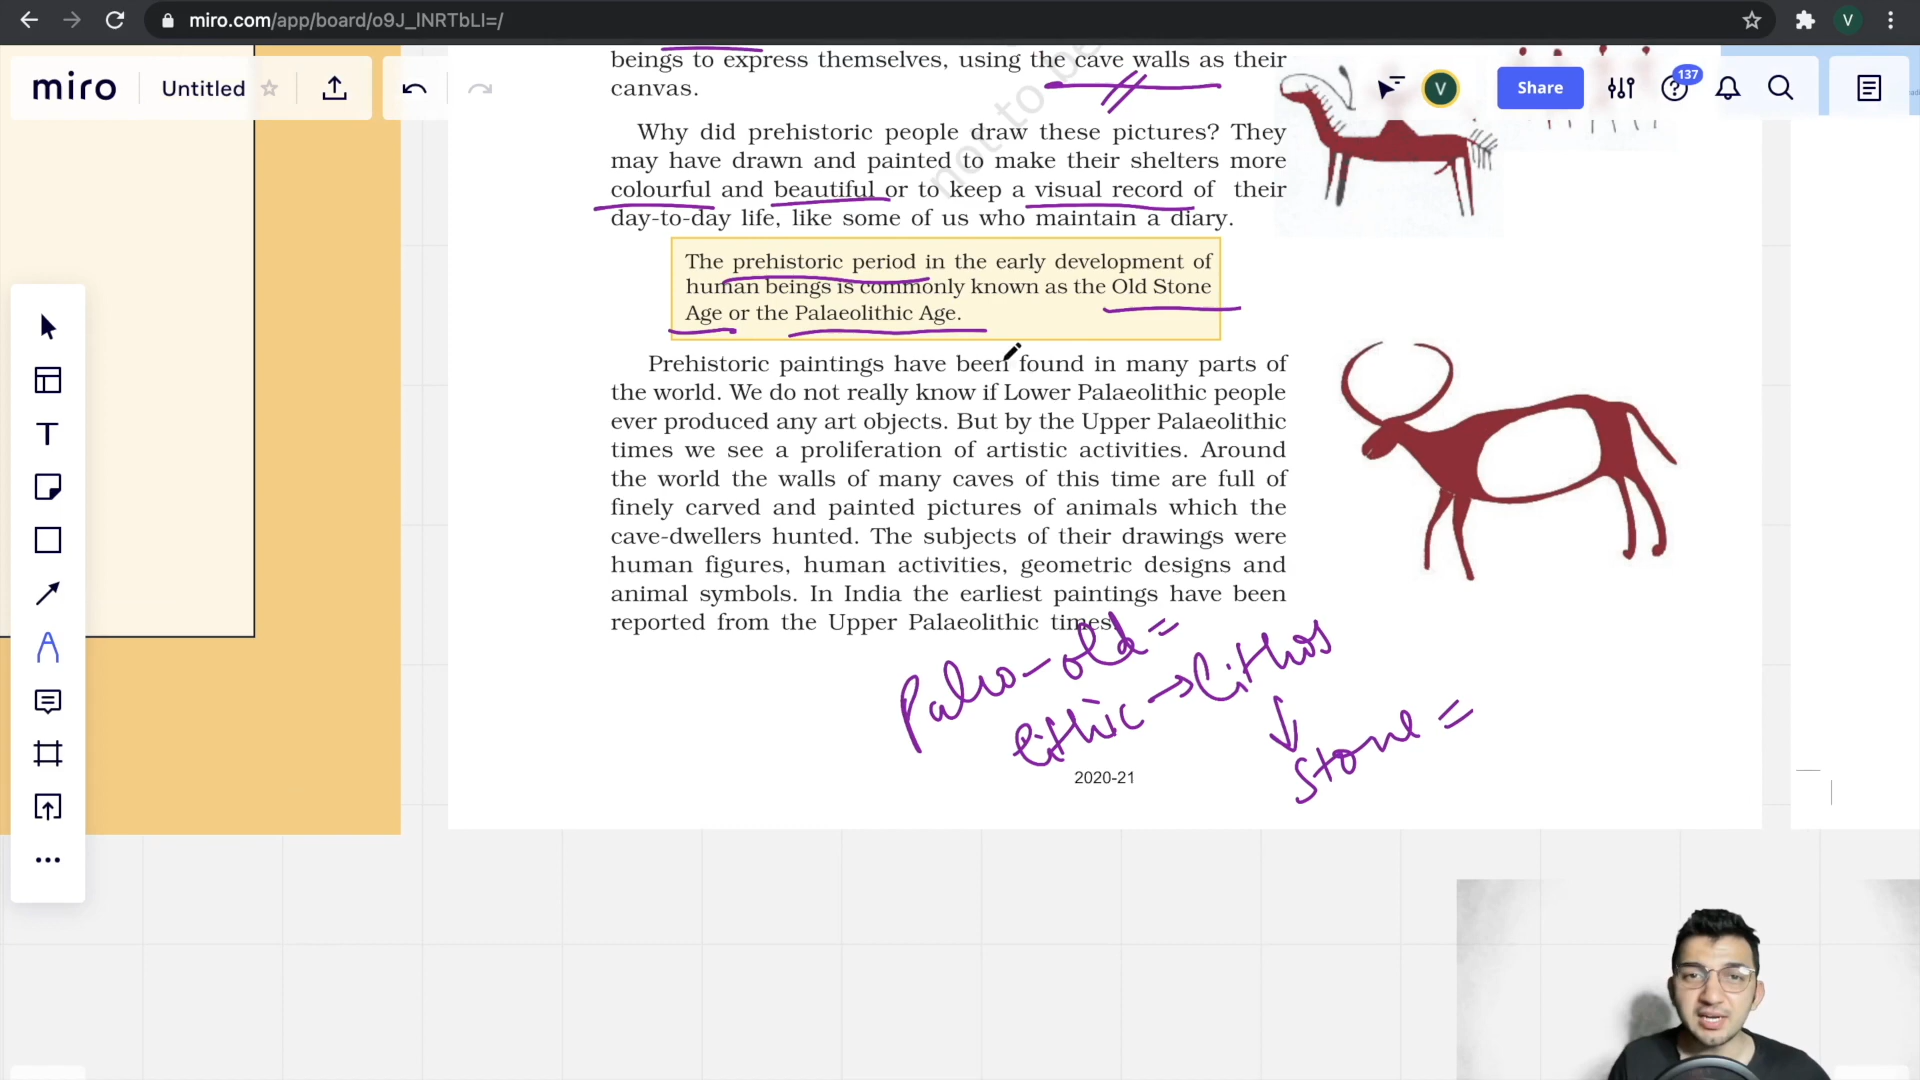 miro.com/app/board/o9J_lNRTbLI=/
V
miro
Untitled
V
Share
137
beings to express themselves, using the cave walls as their
canvas.
Why did prehistoric people draw these pictures? They
may have drawn and painted to make their shelters more
colourful and beautiful or to keep a visual record of their
day-to-day life, like some of us who maintain a diary.
not to be
The prehistoric period in the early development of
human beings is commonly known as the Old Stone
Age or the Palaeolithic Age.
Prehistoric paintings have been found in many parts of
the world. We do not really know if Lower Palaeolithic people
ever produced any art objects. But by the Upper Palaeolithic
times we see a proliferation of artistic activities. Around
the world the walls of many caves of this time are full of
finely carved and painted pictures of animals which the
cave-dwellers hunted. The subjects of their drawings were
human figures, human activities, geometric designs and
animal symbols. In India the earliest paintings have been
reported from the Upper Palaeolithic times.
Paleo - old =
lithic → lithos
↓
stone =
2020-21
T